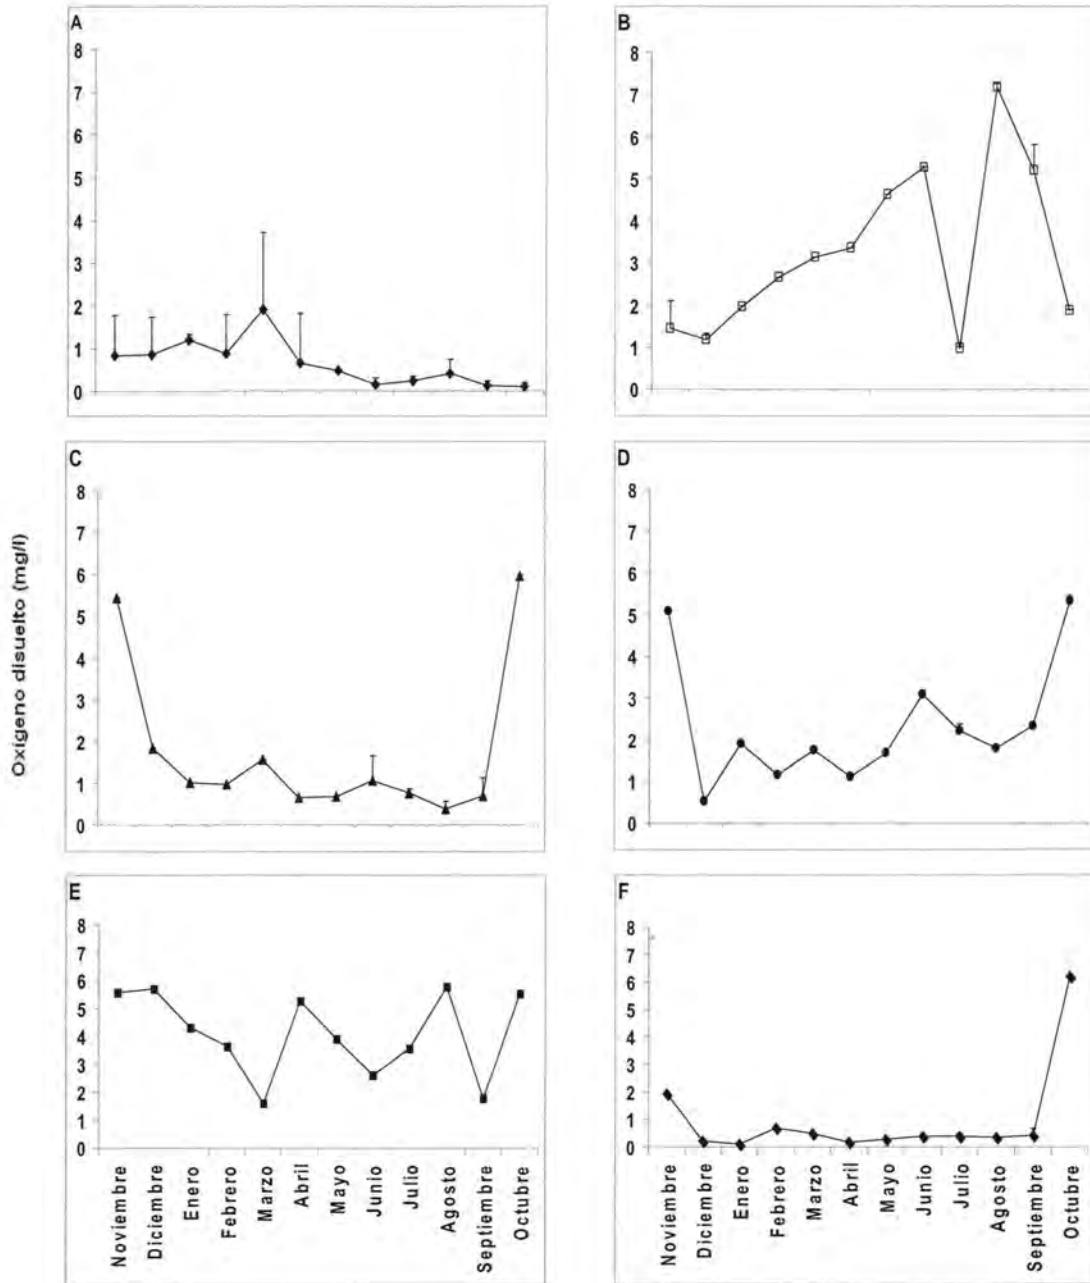 A
8
7
6
5
4
3
2
1
0
B
8
7
6
5
4
3
2
1
0
Oxígeno disuelto (mg/l)
C
8
7
6
5
4
3
2
1
0
D
8
7
6
5
4
3
2
1
0
E
8
7
6
5
4
3
2
1
0
Noviembre
Diciembre
Enero
Febrero
Marzo
Abril
Mayo
Junio
Julio
Agosto
Septiembre
Octubre
F
8
7
6
5
4
3
2
1
0
Noviembre
Diciembre
Enero
Febrero
Marzo
Abril
Mayo
Junio
Julio
Agosto
Septiembre
Octubre